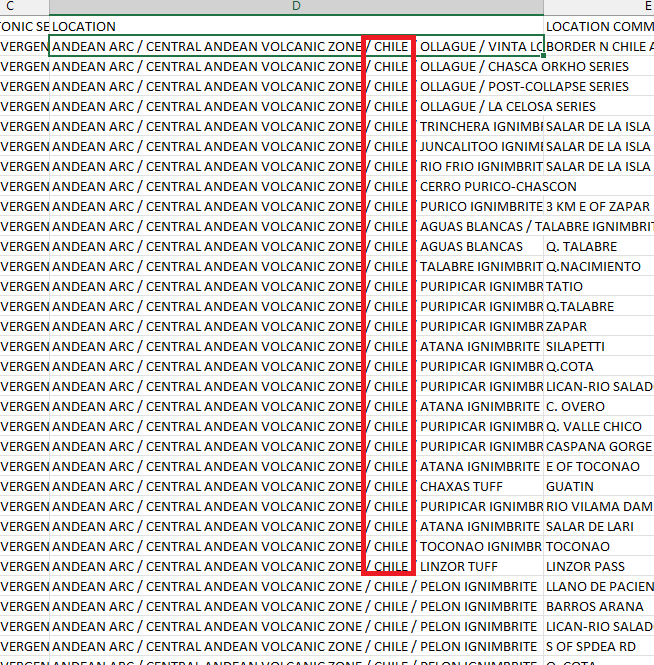 C D E
TONIC SE LOCATION LOCATION COMM
VERGEN ANDEAN ARC / CENTRAL ANDEAN VOLCANIC ZONE / CHILE / OLLAGUE / VINTA LO BORDER N CHILE A
VERGEN ANDEAN ARC / CENTRAL ANDEAN VOLCANIC ZONE / CHILE / OLLAGUE / CHASCA ORKHO SERIES
VERGEN ANDEAN ARC / CENTRAL ANDEAN VOLCANIC ZONE / CHILE / OLLAGUE / POST-COLLAPSE SERIES
VERGEN ANDEAN ARC / CENTRAL ANDEAN VOLCANIC ZONE / CHILE / OLLAGUE / LA CELOSA SERIES
VERGEN ANDEAN ARC / CENTRAL ANDEAN VOLCANIC ZONE / CHILE / TRINCHERA IGNIMBR SALAR DE LA ISLA
VERGEN ANDEAN ARC / CENTRAL ANDEAN VOLCANIC ZONE / CHILE / JUNCALITOO IGNIME SALAR DE LA ISLA
VERGEN ANDEAN ARC / CENTRAL ANDEAN VOLCANIC ZONE / CHILE / RIO FRIO IGNIMBRIT SALAR DE LA ISLA
VERGEN ANDEAN ARC / CENTRAL ANDEAN VOLCANIC ZONE / CHILE / CERRO PURICO-CHASCON
VERGEN ANDEAN ARC / CENTRAL ANDEAN VOLCANIC ZONE / CHILE / PURICO IGNIMBRITE 3 KM E OF ZAPAR
VERGEN ANDEAN ARC / CENTRAL ANDEAN VOLCANIC ZONE / CHILE / AGUAS BLANCAS / TALABRE IGNIMBRIT
VERGEN ANDEAN ARC / CENTRAL ANDEAN VOLCANIC ZONE / CHILE / AGUAS BLANCAS Q. TALABRE
VERGEN ANDEAN ARC / CENTRAL ANDEAN VOLCANIC ZONE / CHILE / TALABRE IGNIMBRIT Q.NACIMIENTO
VERGEN ANDEAN ARC / CENTRAL ANDEAN VOLCANIC ZONE / CHILE / PURIPICAR IGNIMBR TATIO
VERGEN ANDEAN ARC / CENTRAL ANDEAN VOLCANIC ZONE / CHILE / PURIPICAR IGNIMBR Q.TALABRE
VERGEN ANDEAN ARC / CENTRAL ANDEAN VOLCANIC ZONE / CHILE / PURIPICAR IGNIMBR ZAPAR
VERGEN ANDEAN ARC / CENTRAL ANDEAN VOLCANIC ZONE / CHILE / ATANA IGNIMBRITE SILAPETTI
VERGEN ANDEAN ARC / CENTRAL ANDEAN VOLCANIC ZONE / CHILE / PURIPICAR IGNIMBR Q.COTA
VERGEN ANDEAN ARC / CENTRAL ANDEAN VOLCANIC ZONE / CHILE / PURIPICAR IGNIMBR LICAN-RIO SALAD
VERGEN ANDEAN ARC / CENTRAL ANDEAN VOLCANIC ZONE / CHILE / ATANA IGNIMBRITE C. OVERO
VERGEN ANDEAN ARC / CENTRAL ANDEAN VOLCANIC ZONE / CHILE / PURIPICAR IGNIMBR Q. VALLE CHICO
VERGEN ANDEAN ARC / CENTRAL ANDEAN VOLCANIC ZONE / CHILE / PURIPICAR IGNIMBR CASPANA GORGE
VERGEN ANDEAN ARC / CENTRAL ANDEAN VOLCANIC ZONE / CHILE / ATANA IGNIMBRITE E OF TOCONAO
VERGEN ANDEAN ARC / CENTRAL ANDEAN VOLCANIC ZONE / CHILE / CHAXAS TUFF GUATIN
VERGEN ANDEAN ARC / CENTRAL ANDEAN VOLCANIC ZONE / CHILE / PURIPICAR IGNIMBR RIO VILAMA DAM
VERGEN ANDEAN ARC / CENTRAL ANDEAN VOLCANIC ZONE / CHILE / ATANA IGNIMBRITE SALAR DE LARI
VERGEN ANDEAN ARC / CENTRAL ANDEAN VOLCANIC ZONE / CHILE / TOCONAO IGNIMBR TOCONAO
VERGEN ANDEAN ARC / CENTRAL ANDEAN VOLCANIC ZONE / CHILE / LINZOR TUFF LINZOR PASS
VERGEN ANDEAN ARC / CENTRAL ANDEAN VOLCANIC ZONE / CHILE / PELON IGNIMBRITE LLANO DE PACIEN
VERGEN ANDEAN ARC / CENTRAL ANDEAN VOLCANIC ZONE / CHILE / PELON IGNIMBRITE BARROS ARANA
VERGEN ANDEAN ARC / CENTRAL ANDEAN VOLCANIC ZONE / CHILE / PELON IGNIMBRITE LICAN-RIO SALAD
VERGEN ANDEAN ARC / CENTRAL ANDEAN VOLCANIC ZONE / CHILE / PELON IGNIMBRITE S OF SPDEA RD